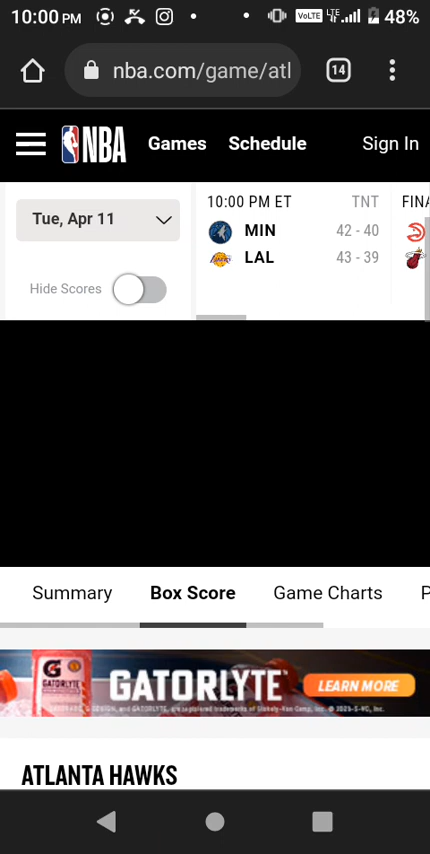 10:00 PM VoLTE LTE 48%
nba.com/game/atl 14
NBA Games Schedule Sign In
Tue, Apr 11
Hide Scores
10:00 PM ET TNT
MIN 42 - 40
LAL 43 - 39
FINA
Summary Box Score Game Charts P
G GATORLYTE LEARN MORE
ATLANTA HAWKS